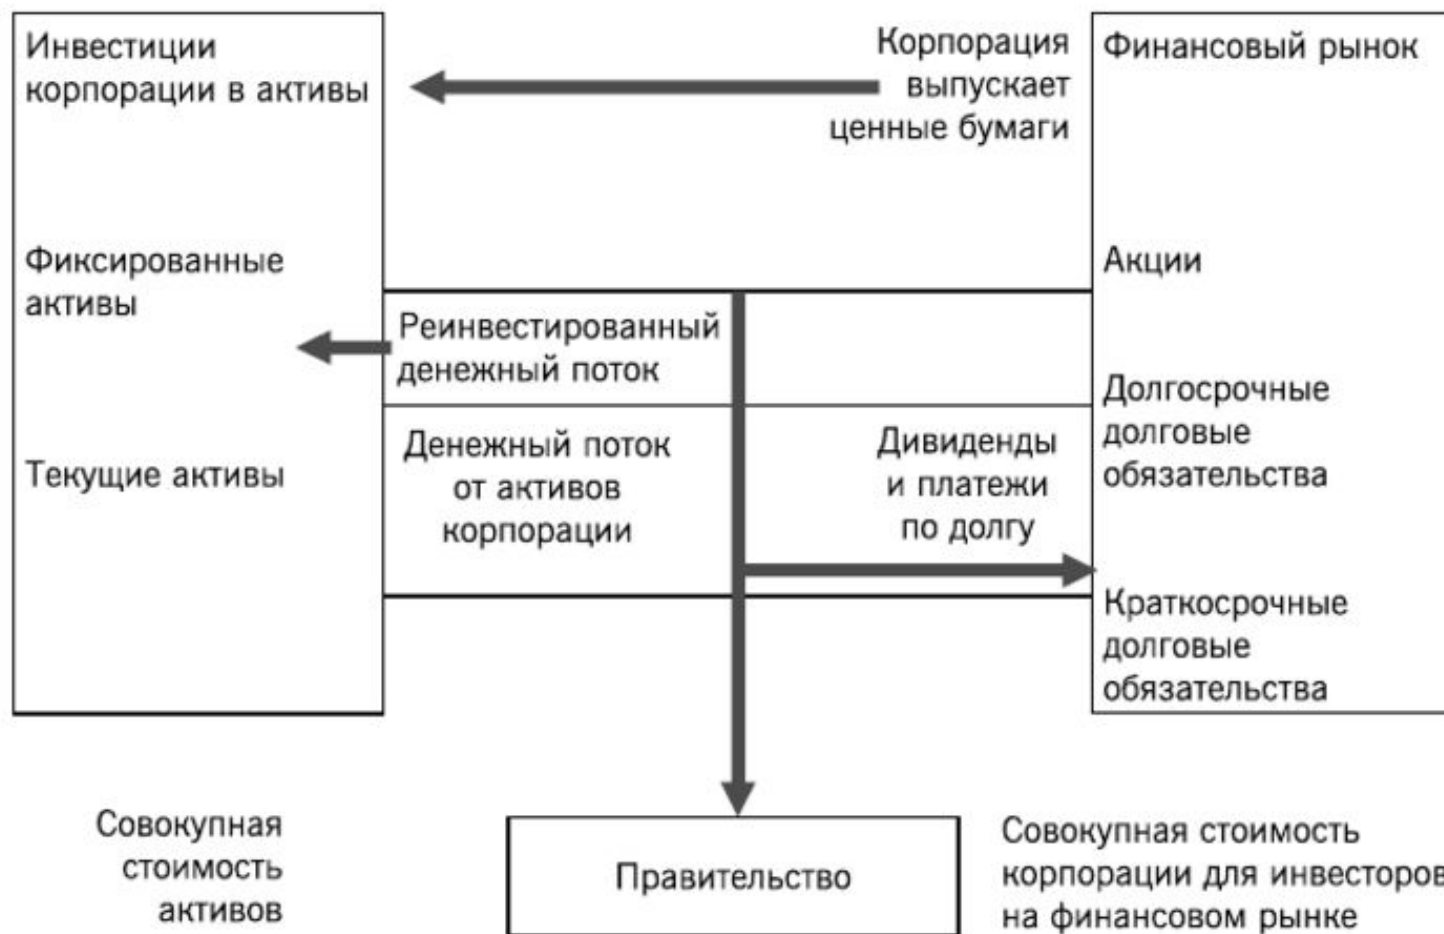 Инвестиции
корпорации в активы
Фиксированные
активы
Текущие активы
Корпорация
выпускает
ценные бумаги
Реинвестированный
денежный поток
Денежный поток
от активов
корпорации
Дивиденды
и платежи
по долгу
Финансовый рынок
Акции
Долгосрочные
долговые
обязательства
Краткосрочные
долговые
обязательства
Совокупная
стоимость
активов
Правительство
Совокупная стоимость
корпорации для инвесторов
на финансовом рынке